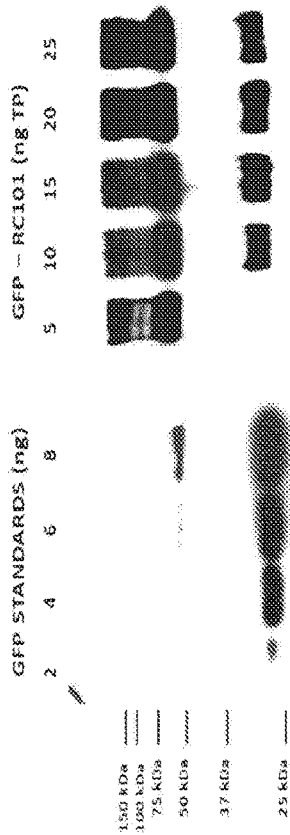 GFP STANDARDS (ng)
GFP – RC101 (ng TP)
2 4 6 8
5 10 15 20 25
150 kDa
100 kDa
75 kDa
50 kDa
37 kDa
25 kDa